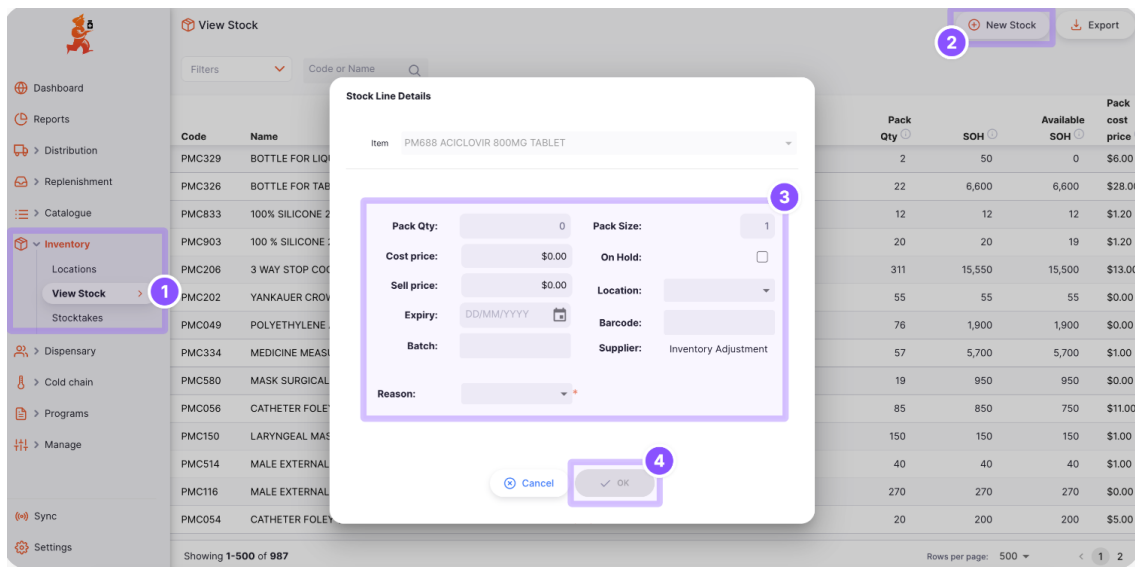 View Stock
New Stock
Export
2
Filters
Code or Name
Dashboard
Reports
Distribution
Replenishment
Catalogue
Inventory
Locations
View Stock
1
Stocktakes
Dispensary
Cold chain
Programs
Manage
Sync
Settings
Code Name Pack Qty SOH Available SOH Pack cost price
PMC329 BOTTLE FOR LIQ 2 50 0 $6.00
PMC326 BOTTLE FOR TAB 22 6,600 6,600 $28.00
PMC833 100% SILICONE 2 12 12 12 $1.20
PMC903 100 % SILICONE 20 20 19 $1.20
PMC206 3 WAY STOP COC 311 15,550 15,500 $13.00
PMC202 YANKAUER CROW 55 55 55 $0.00
PMC049 POLYETHYLENE 76 1,900 1,900 $0.00
PMC334 MEDICINE MEASU 57 5,700 5,700 $1.00
PMC580 MASK SURGICAL 19 950 950 $0.00
PMC056 CATHETER FOLEY 85 850 750 $11.00
PMC150 LARYNGEAL MAS 150 150 150 $1.00
PMC514 MALE EXTERNAL 40 40 40 $1.00
PMC116 MALE EXTERNAL 270 270 270 $0.00
PMC054 CATHETER FOLEY 20 200 200 $5.00
Showing 1-500 of 987
Rows per page: 500
1 2
Stock Line Details
Item PM688 ACICLOVIR 800MG TABLET
3
Pack Qty: 0 Pack Size: 1
Cost price: $0.00 On Hold:
Sell price: $0.00 Location:
Expiry: DD/MM/YYYY Barcode:
Batch: Supplier: Inventory Adjustment
Reason: *
4
Cancel OK